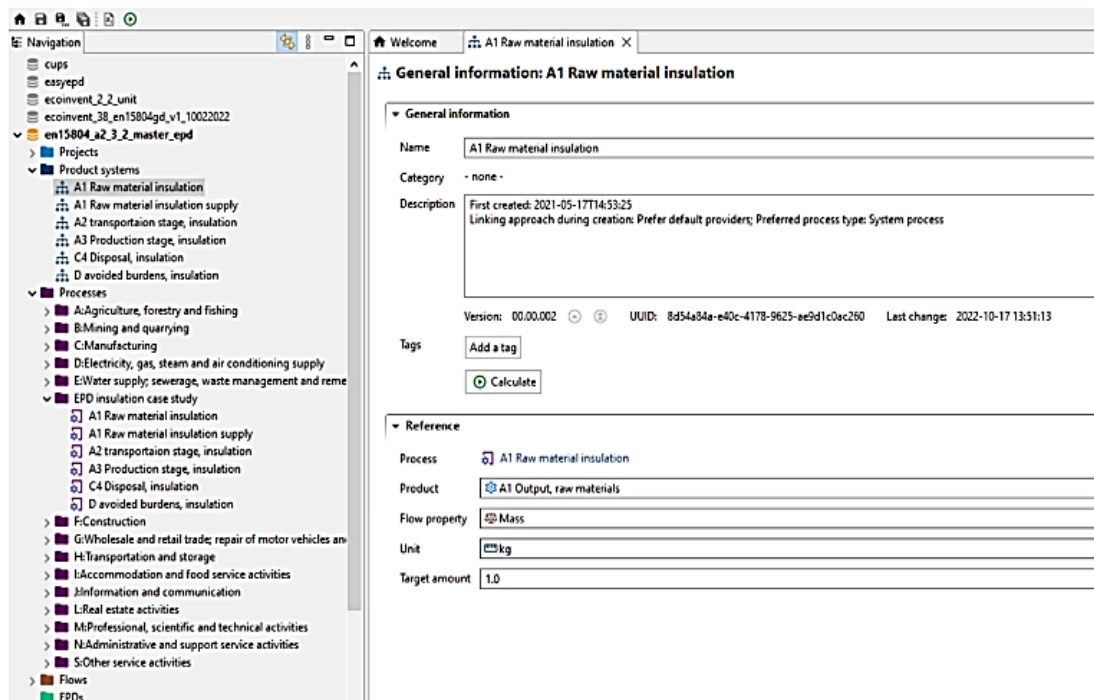 Navigation
cups
easyepd
ecoinvent_2_2_unit
ecoinvent_38_en15804gd_v1_10022022
en15804_a2_3_2_master_epd
Projects
Product systems
A1 Raw material insulation
A1 Raw material insulation supply
A2 transportaion stage, insulation
A3 Production stage, insulation
C4 Disposal, insulation
D avoided burdens, insulation
Processes
A:Agriculture, forestry and fishing
B:Mining and quarrying
C:Manufacturing
D:Electricity, gas, steam and air conditioning supply
E:Water supply; sewerage, waste management and reme
EPD insulation case study
A1 Raw material insulation
A1 Raw material insulation supply
A2 transportaion stage, insulation
A3 Production stage, insulation
C4 Disposal, insulation
D avoided burdens, insulation
F:Construction
G:Wholesale and retail trade; repair of motor vehicles an
H:Transportation and storage
I:Accommodation and food service activities
J:Information and communication
L:Real estate activities
M:Professional, scientific and technical activities
N:Administrative and support service activities
S:Other service activities
Flows
EPDs
Welcome
A1 Raw material insulation
General information: A1 Raw material insulation
General information
Name A1 Raw material insulation
Category - none -
Description First created: 2021-05-17T14:53:25
Linking approach during creation: Prefer default providers; Preferred process type: System process
Version: 00.00.002 UUID: 8d54a84a-e40c-4178-9625-ae9d1c0ac260 Last change: 2022-10-17 13:51:13
Tags Add a tag
Calculate
Reference
Process A1 Raw material insulation
Product A1 Output, raw materials
Flow property Mass
Unit kg
Target amount 1.0